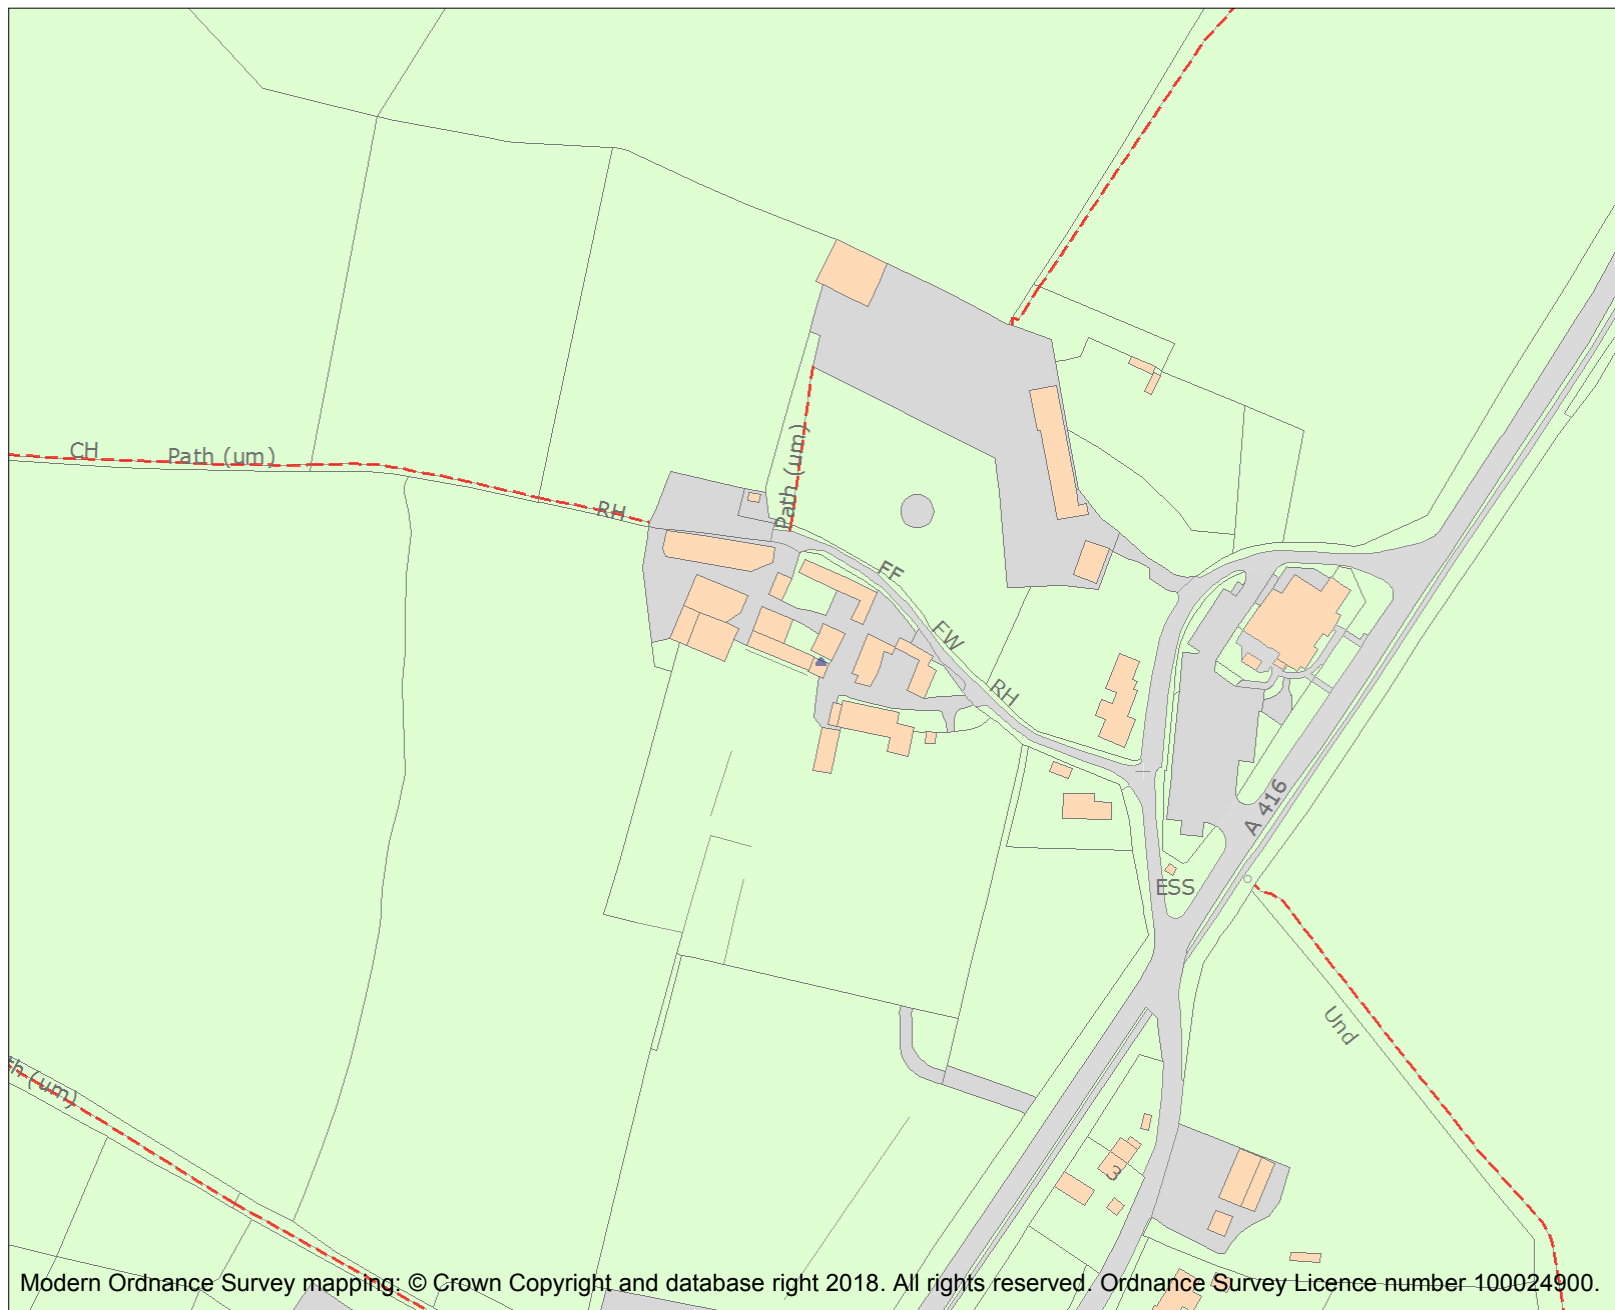 CH
Path (um)
RH
Path (um)
FF
FW
RH
A 416
ESS
Und
th (um)
3
Modern Ordnance Survey mapping: © Crown Copyright and database right 2018. All rights reserved. Ordnance Survey Licence number 100024900.